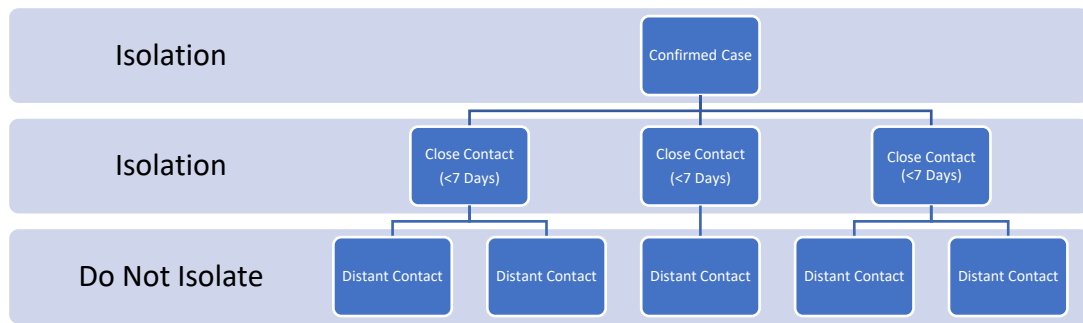 Isolation
Confirmed Case
Isolation
Close Contact
(<7 Days)
Close Contact
(<7 Days)
Close Contact
(<7 Days)
Do Not Isolate
Distant Contact
Distant Contact
Distant Contact
Distant Contact
Distant Contact